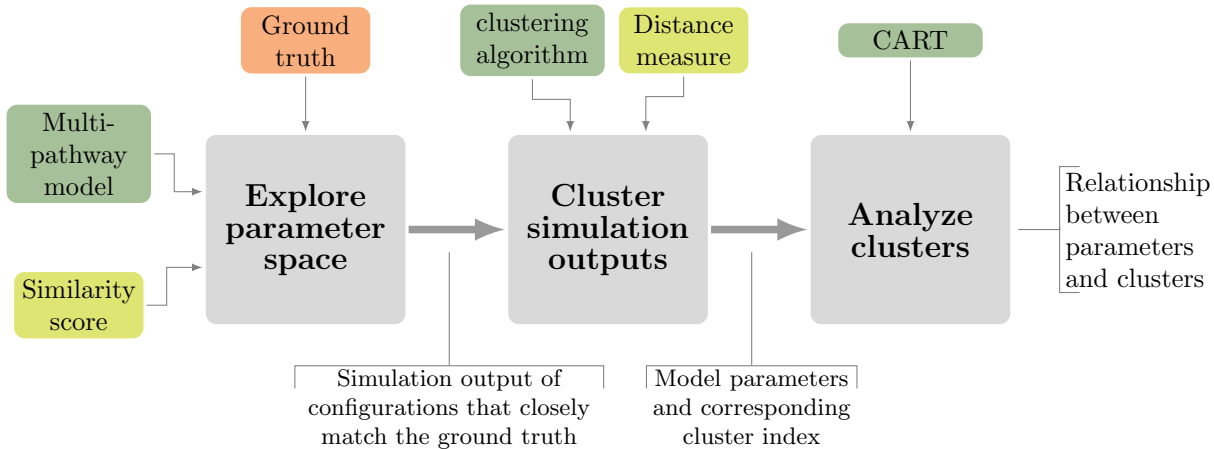 Ground
truth
clustering
algorithm
Distance
measure
CART
Multi-
pathway
model
Similarity
score
Explore
parameter
space
Cluster
simulation
outputs
Analyze
clusters
Relationship
between
parameters
and clusters
Simulation output of
configurations that closely
match the ground truth
Model parameters
and corresponding
cluster index